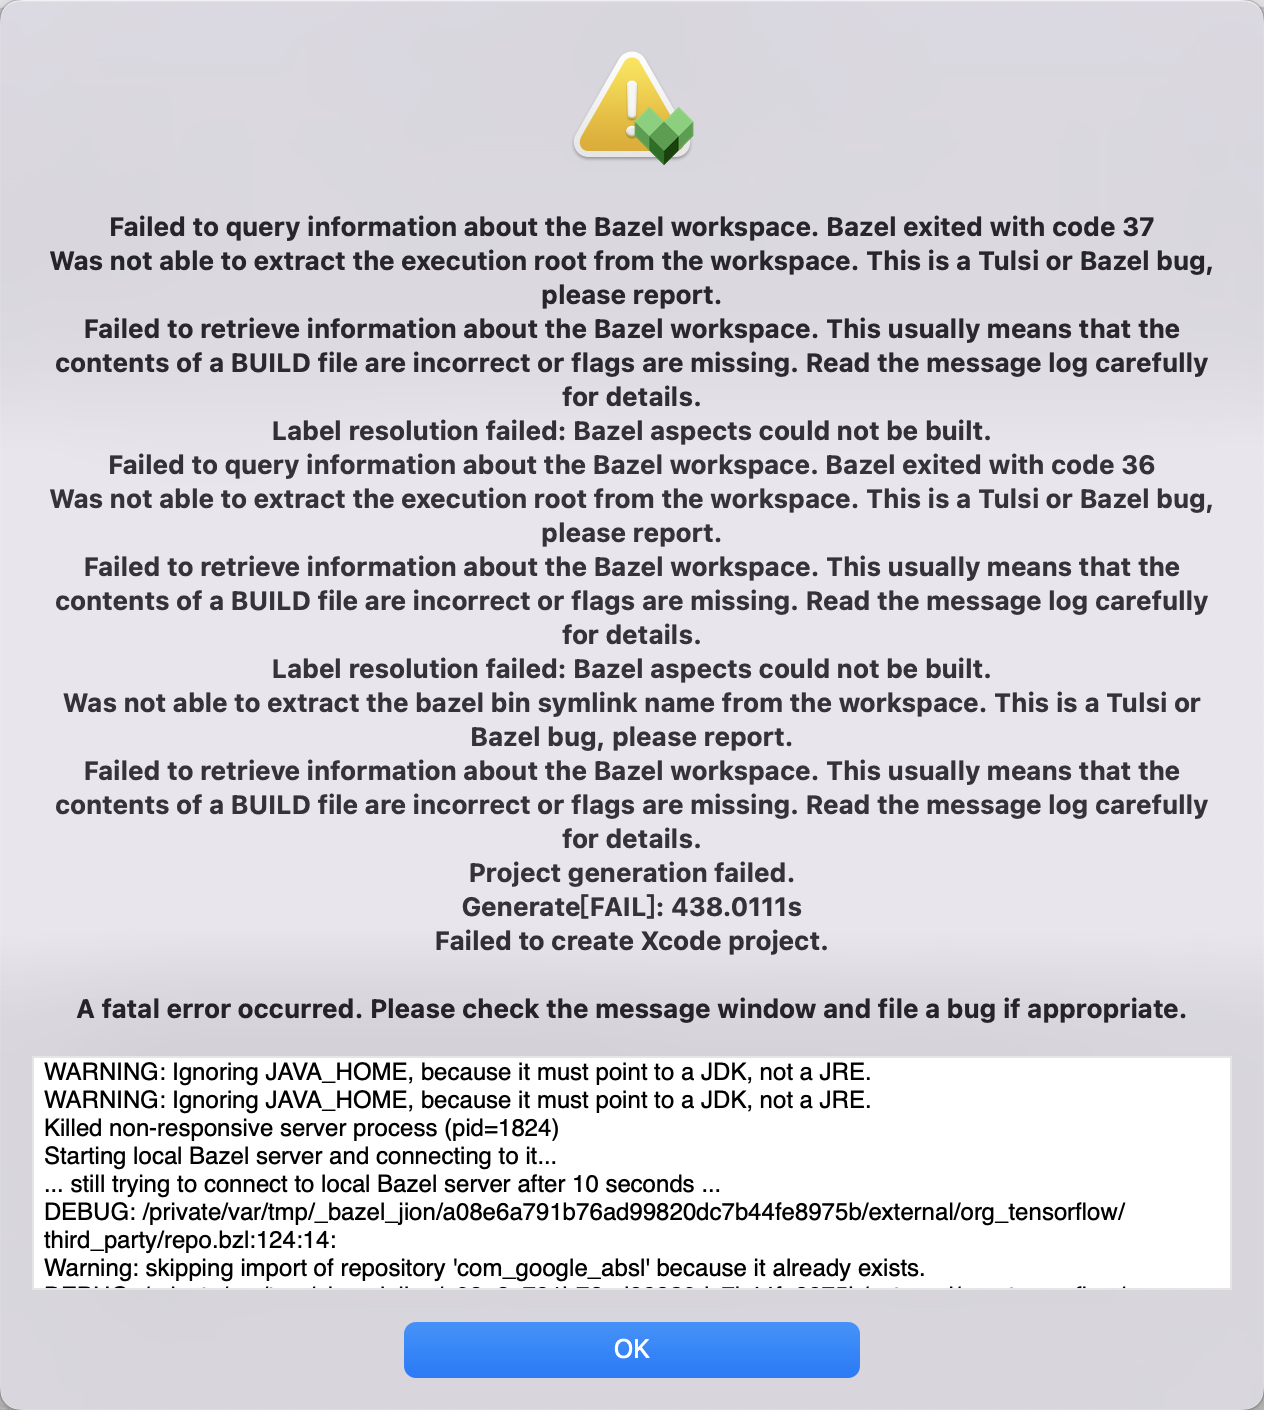 Failed to query information about the Bazel workspace. Bazel exited with code 37
Was not able to extract the execution root from the workspace. This is a Tulsi or Bazel bug,
please report.
Failed to retrieve information about the Bazel workspace. This usually means that the
contents of a BUILD file are incorrect or flags are missing. Read the message log carefully
for details.
Label resolution failed: Bazel aspects could not be built.
Failed to query information about the Bazel workspace. Bazel exited with code 36
Was not able to extract the execution root from the workspace. This is a Tulsi or Bazel bug,
please report.
Failed to retrieve information about the Bazel workspace. This usually means that the
contents of a BUILD file are incorrect or flags are missing. Read the message log carefully
for details.
Label resolution failed: Bazel aspects could not be built.
Was not able to extract the bazel bin symlink name from the workspace. This is a Tulsi or
Bazel bug, please report.
Failed to retrieve information about the Bazel workspace. This usually means that the
contents of a BUILD file are incorrect or flags are missing. Read the message log carefully
for details.
Project generation failed.
Generate[FAIL]: 438.0111s
Failed to create Xcode project.
A fatal error occurred. Please check the message window and file a bug if appropriate.
WARNING: Ignoring JAVA_HOME, because it must point to a JDK, not a JRE.
WARNING: Ignoring JAVA_HOME, because it must point to a JDK, not a JRE.
Killed non-responsive server process (pid=1824)
Starting local Bazel server and connecting to it...
... still trying to connect to local Bazel server after 10 seconds ...
DEBUG: /private/var/tmp/_bazel_jion/a08e6a791b76ad99820dc7b44fe8975b/external/org_tensorflow/
third_party/repo.bzl:124:14:
Warning: skipping import of repository 'com_google_absl' because it already exists.
OK